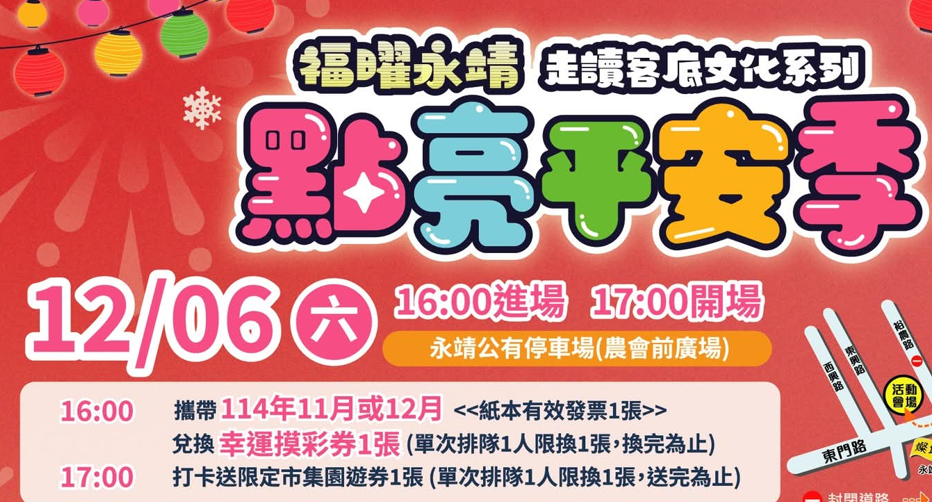 福曜永靖 走讀客底文化系列
點亮平安季
12/06 六 16:00進場 17:00開場
永靖公有停車場(農會前廣場)
16:00 攜帶114年11月或12月 <<紙本有效發票1張>>
兌換 幸運摸彩券1張 (單次排隊1人限換1張,換完為止)
17:00 打卡送限定市集園遊券1張 (單次排隊1人限換1張,送完為止)
西興路
東興路
裕農路
活動
會場
東門路
封閉道路